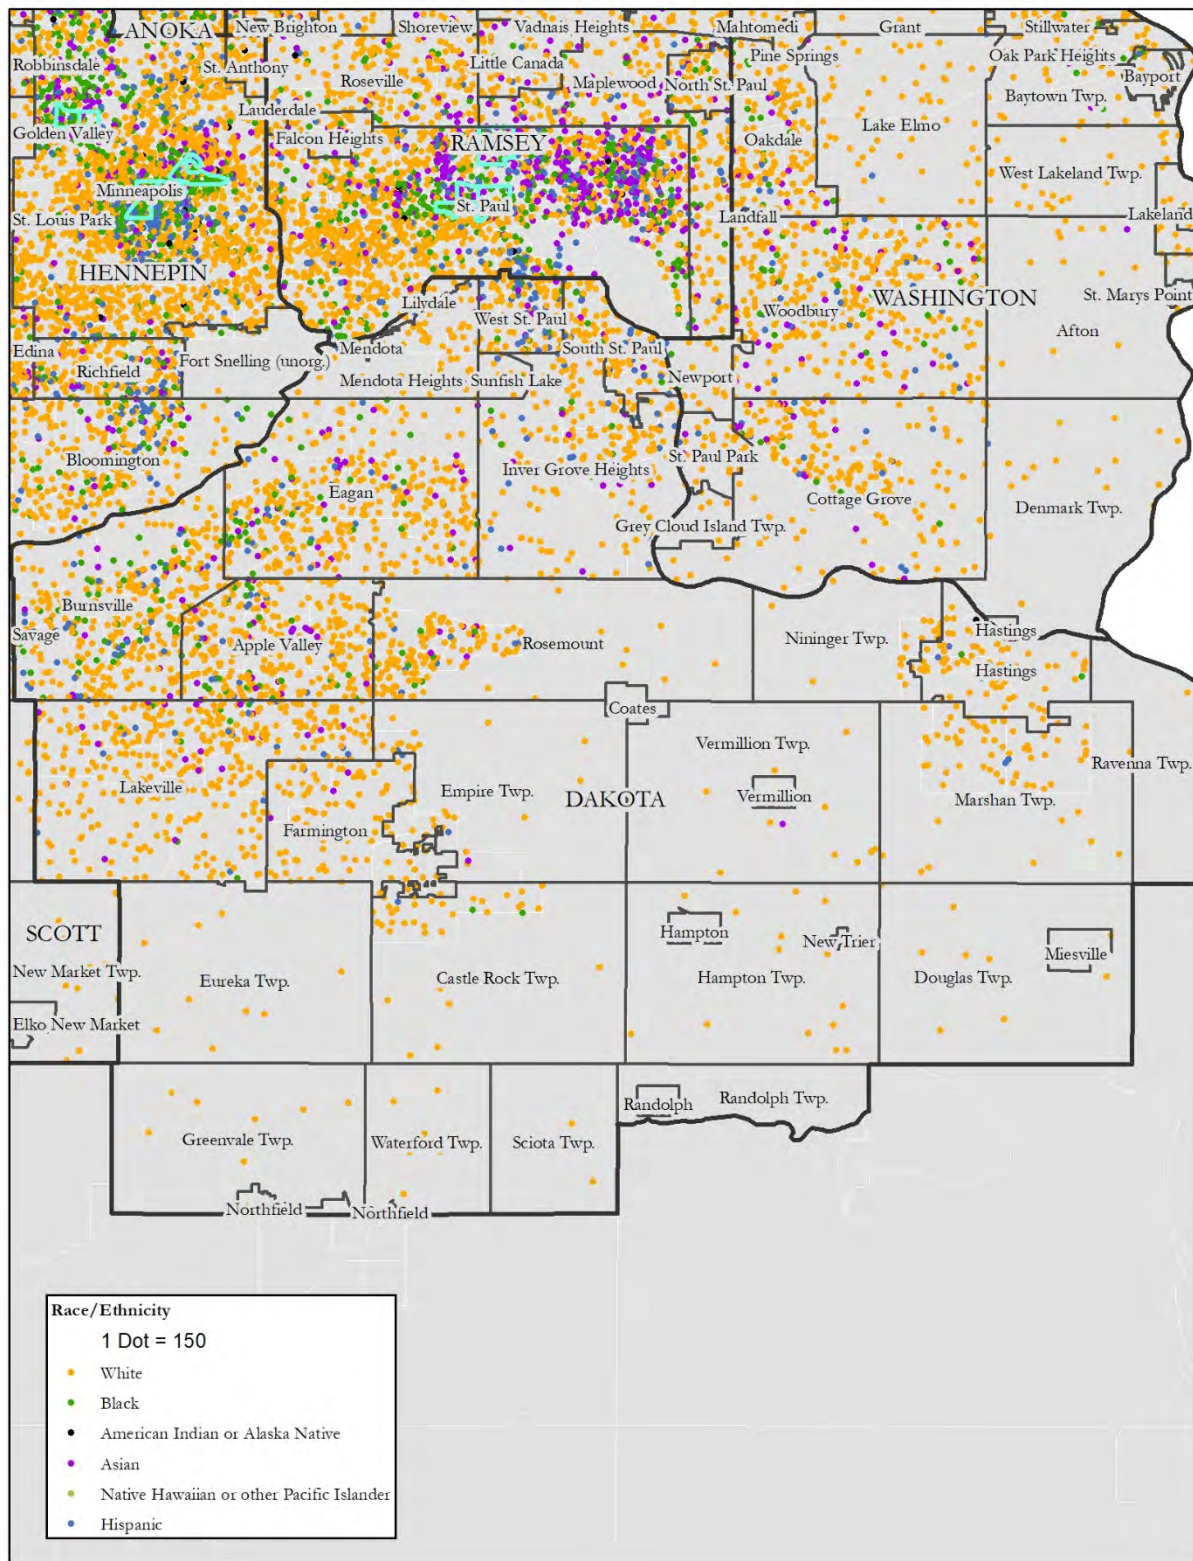 ANOKA
New Brighton
Shoreview
Vadnais Heights
Mahtomedi
Grant
Stillwater
Robbinsdale
St. Anthony
Roseville
Little Canada
Maplewood
North St. Paul
Pine Springs
Oak Park Heights
Bayport
Baytown Twp.
Lauderdale
Golden Valley
Falcon Heights
RAMSEY
Oakdale
Lake Elmo
West Lakeland Twp.
Minneapolis
St. Paul
St. Louis Park
Landfall
Lakeland
HENNEPIN
Lilydale
West St. Paul
Woodbury
WASHINGTON
St. Marys Point
Afton
Edina
Richfield
Fort Snelling (unorg.)
Mendota
South St. Paul
Mendota Heights
Sunfish Lake
Newport
Bloomington
Eagan
Inver Grove Heights
St. Paul Park
Cottage Grove
Denmark Twp.
Grey Cloud Island Twp.
Burnsville
Savage
Apple Valley
Rosemount
Nininger Twp.
Hastings
Hastings
Coates
Vermillion Twp.
Ravenna Twp.
Lakeville
Empire Twp.
DAKOTA
Vermillion
Marshan Twp.
Farmington
SCOTT
Hampton
New Trier
Miesville
New Market Twp.
Eureka Twp.
Castle Rock Twp.
Hampton Twp.
Douglas Twp.
Elko New Market
Randolph
Randolph Twp.
Greenvale Twp.
Waterford Twp.
Sciota Twp.
Northfield
Northfield
Race/Ethnicity
1 Dot = 150
White
Black
American Indian or Alaska Native
Asian
Native Hawaiian or other Pacific Islander
Hispanic